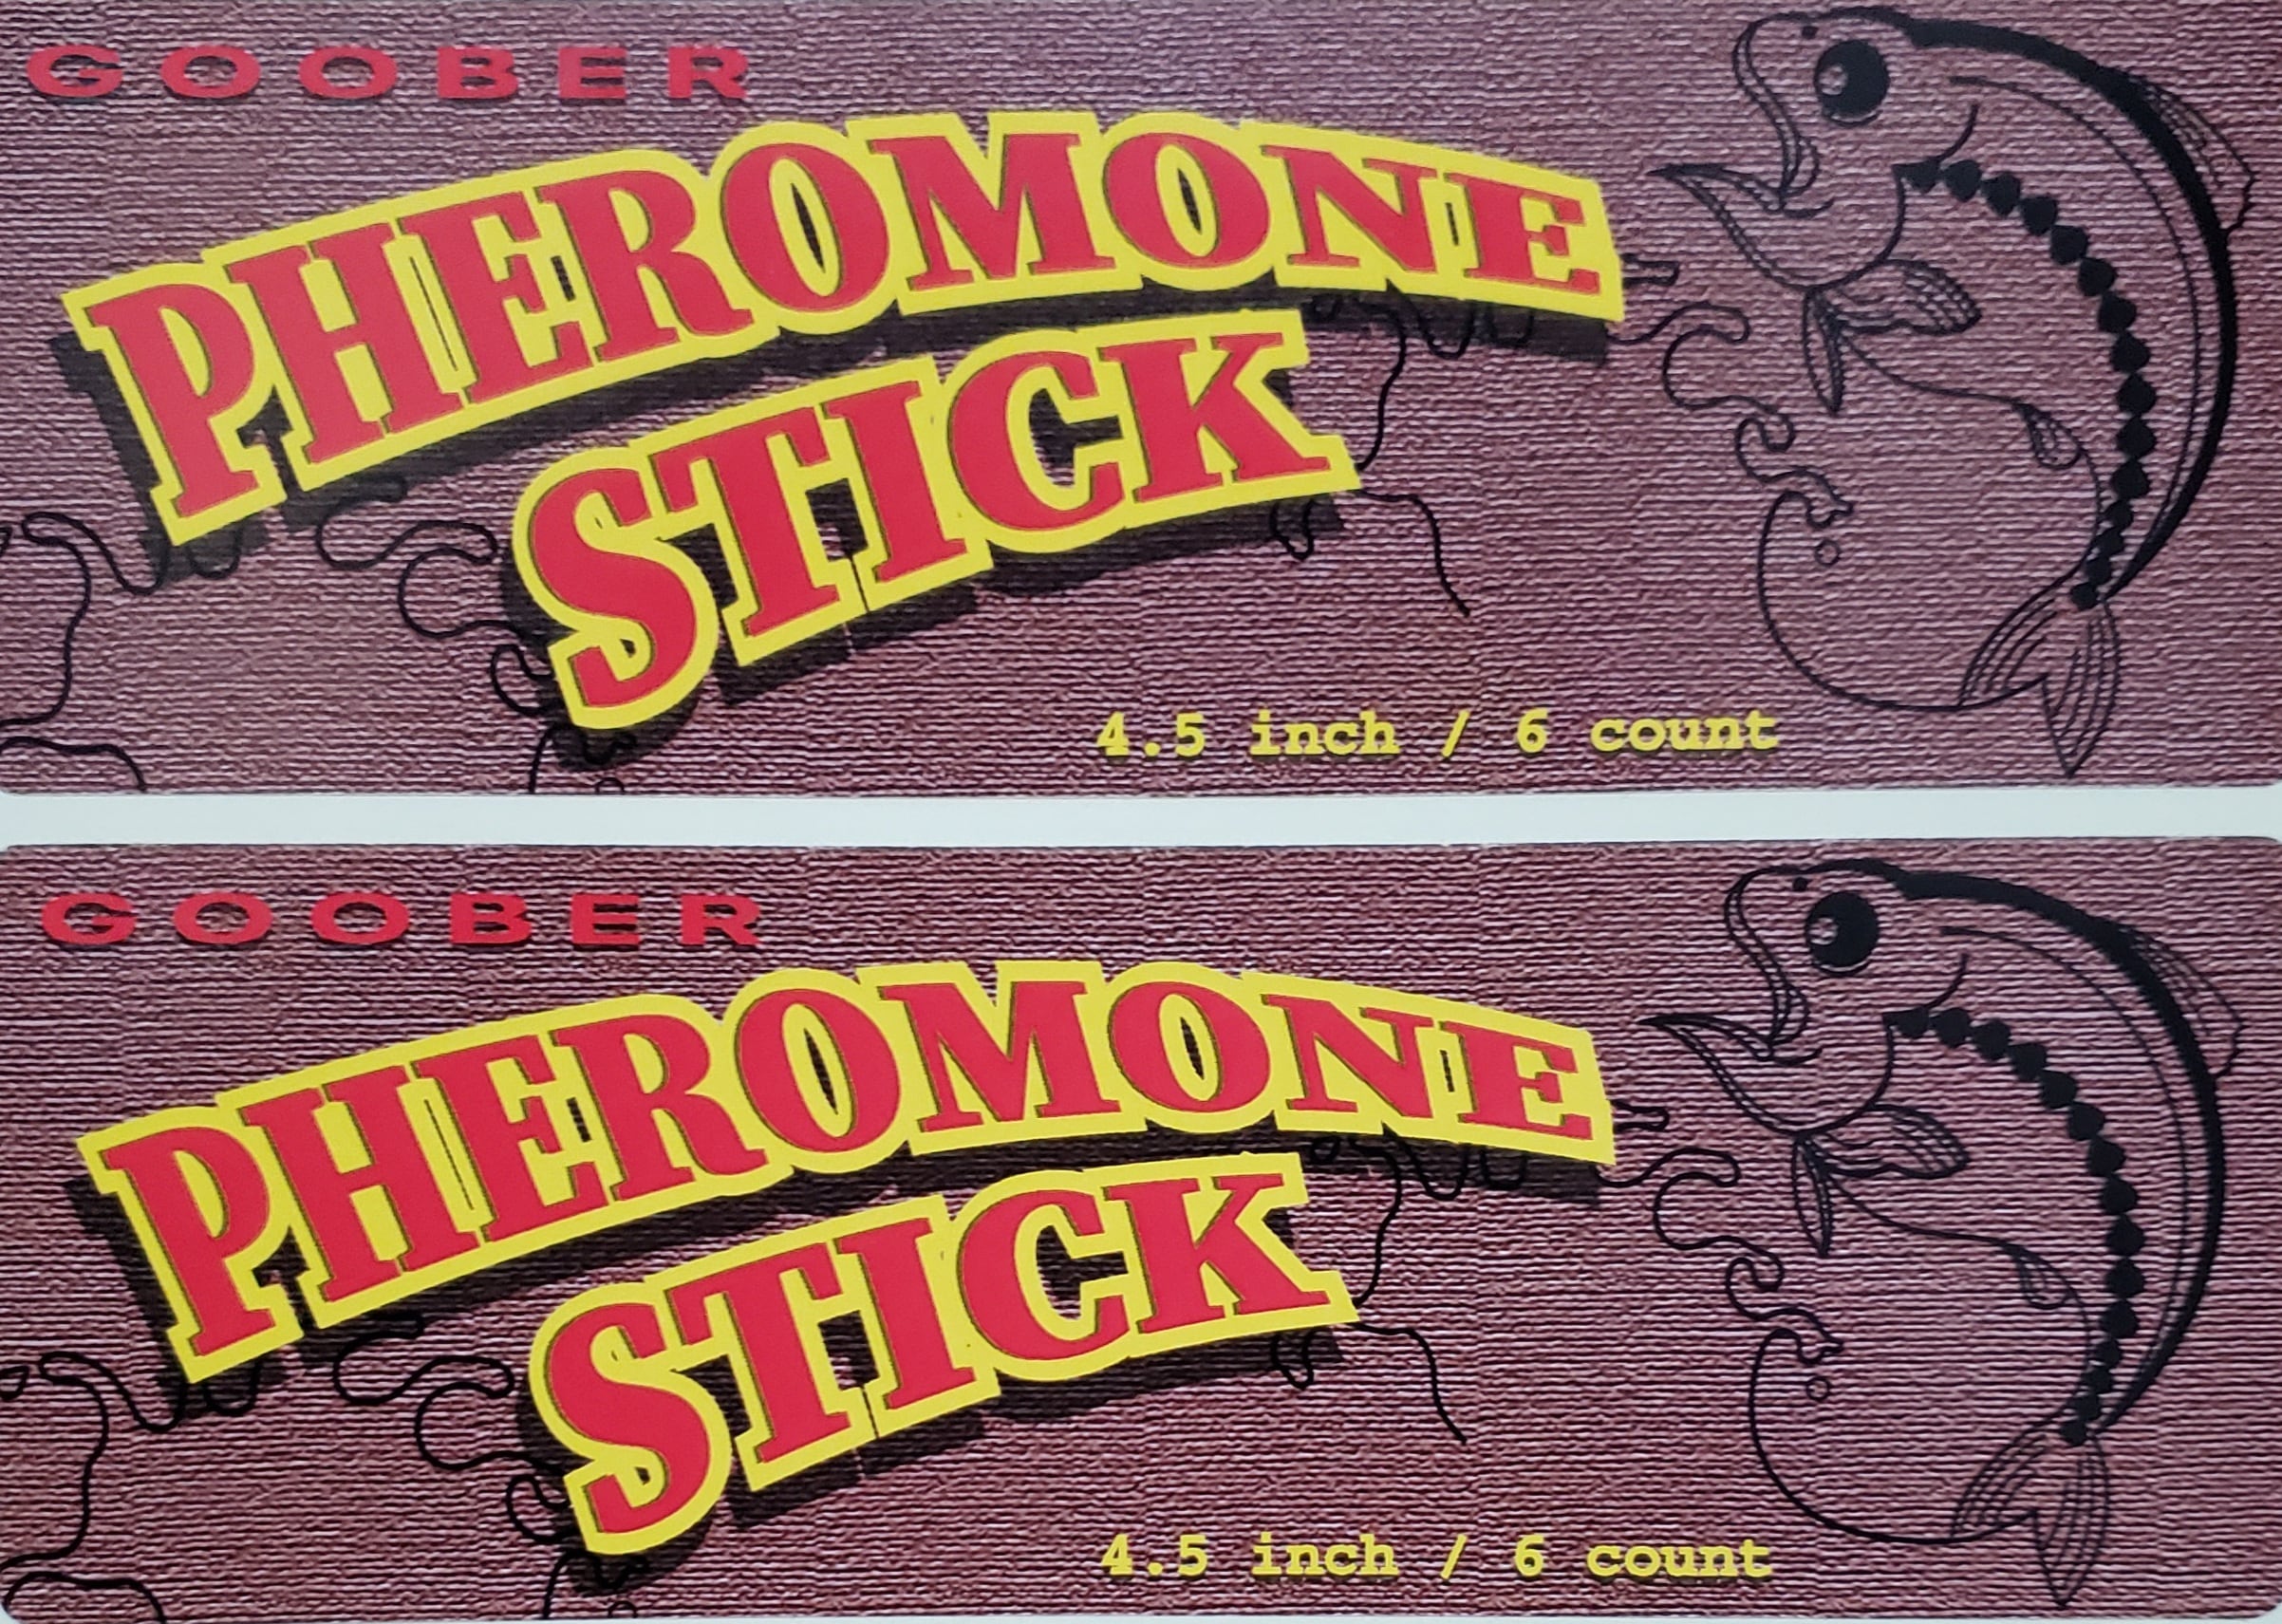 GOOBER
PHEROMONE
STICK
4.5 inch / 6 count
GOOBER
PHEROMONE
STICK
4.5 inch / 6 count